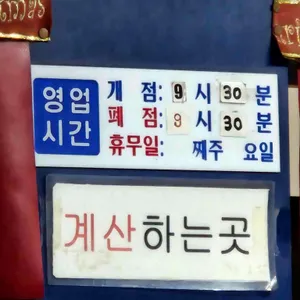 영업 시간
개 점: 9 시 30 분
폐 점: 9 시 30 분
휴무일: 째주 요일
계산하는곳